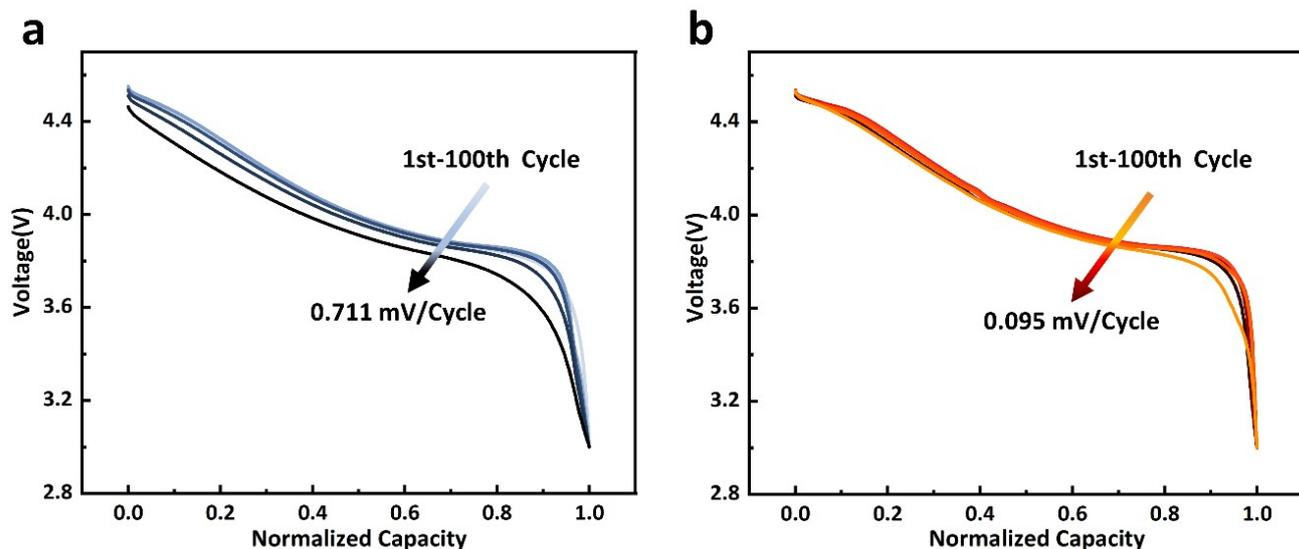 a
4.4
4.0
3.6
3.2
2.8
Voltage(V)
0.0 0.2 0.4 0.6 0.8 1.0
Normalized Capacity
1st-100th Cycle
0.711 mV/Cycle
b
4.4
4.0
3.6
3.2
2.8
Voltage(V)
0.0 0.2 0.4 0.6 0.8 1.0
Normalized Capacity
1st-100th Cycle
0.095 mV/Cycle